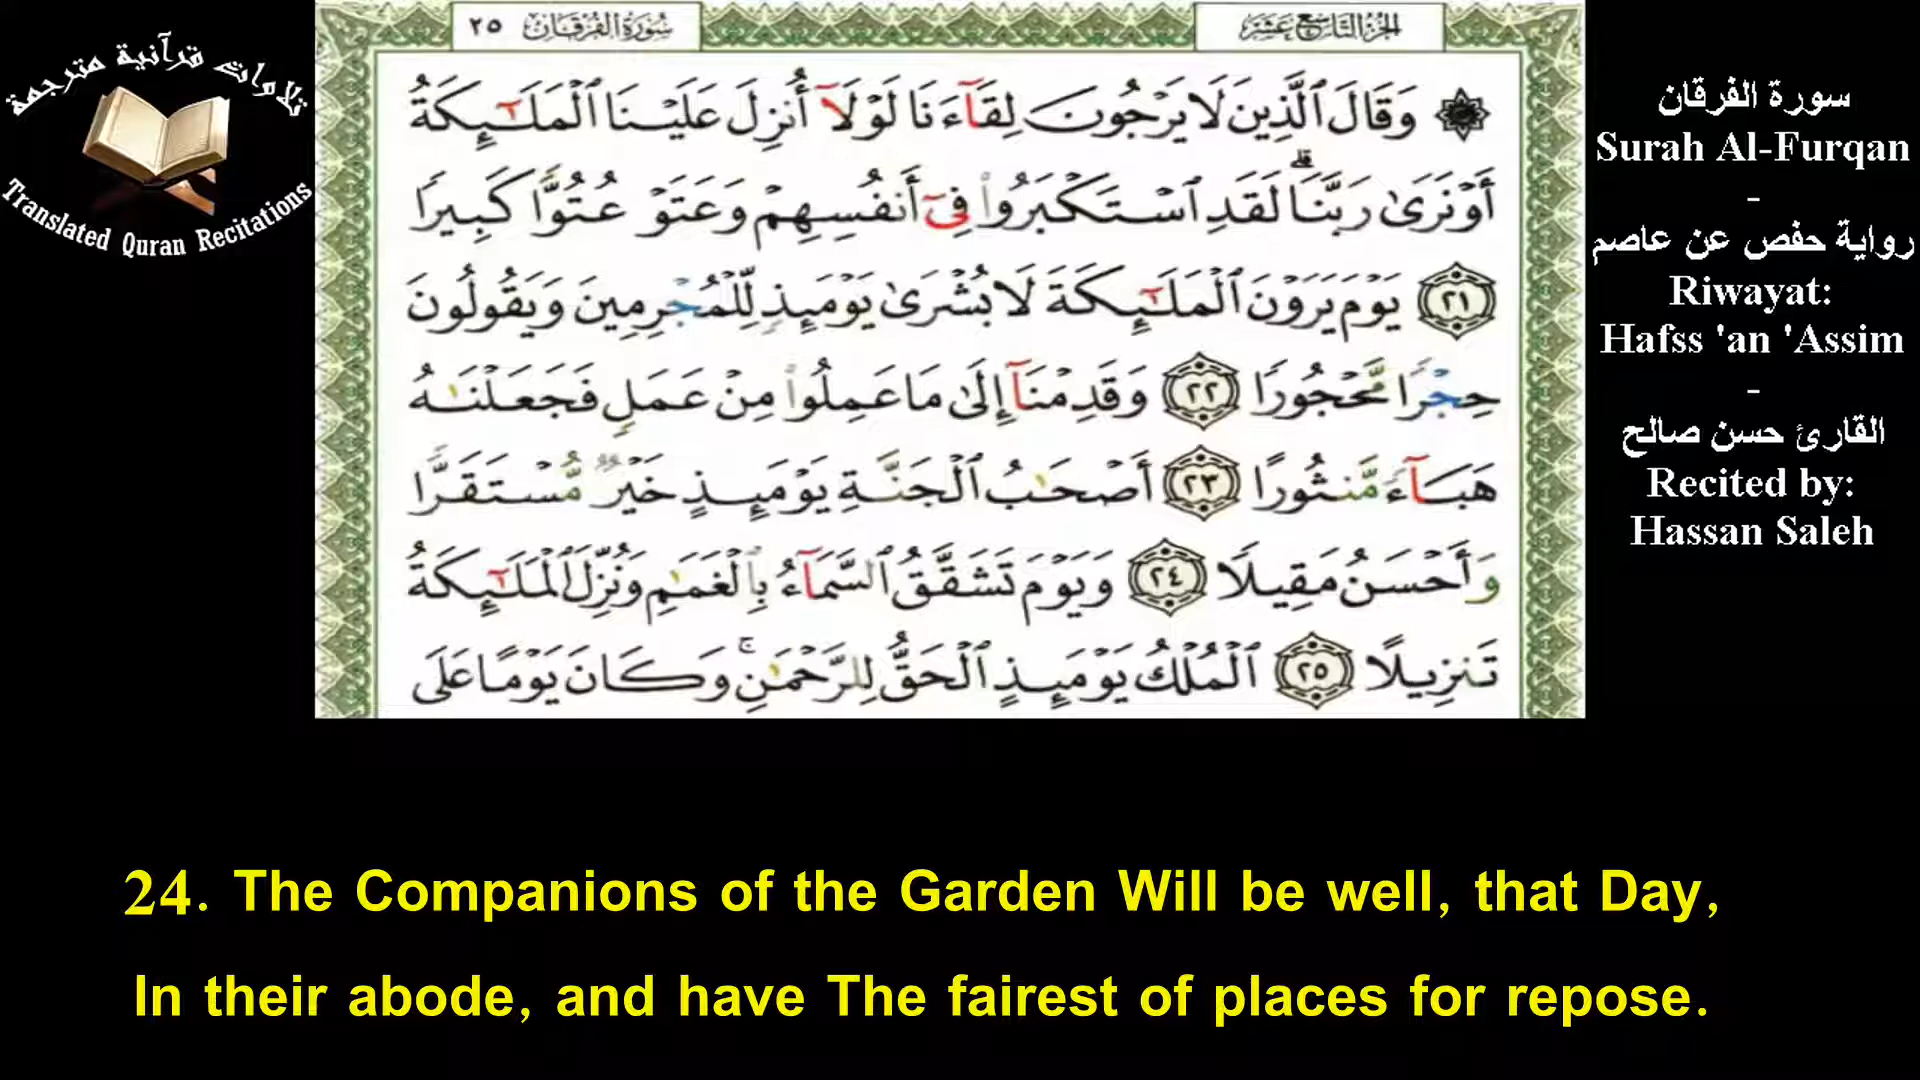 تلاوات قرآنية مترجمة
Translated Quran Recitations
سورة الفرقان ٢٥
الجزء التاسع عشر
۞ وَقَالَ ٱلَّذِينَ لَا يَرْجُونَ لِقَآءَنَا لَوْلَآ أُنزِلَ عَلَيْنَا ٱلْمَلَـٰٓئِكَةُ
أَوْ نَرَىٰ رَبَّنَا ۗ لَقَدِ ٱسْتَكْبَرُوا۟ فِىٓ أَنفُسِهِمْ وَعَتَوْ عُتُوًّا كَبِيرًا
٢١ يَوْمَ يَرَوْنَ ٱلْمَلَـٰٓئِكَةَ لَا بُشْرَىٰ يَوْمَئِذٍ لِّلْمُجْرِمِينَ وَيَقُولُونَ
حِجْرًا مَّحْجُورًا ٢٢ وَقَدِمْنَآ إِلَىٰ مَا عَمِلُوا۟ مِنْ عَمَلٍ فَجَعَلْنَـٰهُ
هَبَآءً مَّنثُورًا ٢٣ أَصْحَـٰبُ ٱلْجَنَّةِ يَوْمَئِذٍ خَيْرٌ مُّسْتَقَرًّا
وَأَحْسَنُ مَقِيلًا ٢٤ وَيَوْمَ تَشَقَّقُ ٱلسَّمَآءُ بِٱلْغَمَـٰمِ وَنُزِّلَ ٱلْمَلَـٰٓئِكَةُ
تَنزِيلًا ٢٥ ٱلْمُلْكُ يَوْمَئِذٍ ٱلْحَقُّ لِلرَّحْمَـٰنِ ۚ وَكَانَ يَوْمًا عَلَى
سورة الفرقان
Surah Al-Furqan
-
رواية حفص عن عاصم
Riwayat:
Hafss 'an 'Assim
-
القارئ حسن صالح
Recited by:
Hassan Saleh
24. The Companions of the Garden Will be well, that Day,
In their abode, and have The fairest of places for repose.